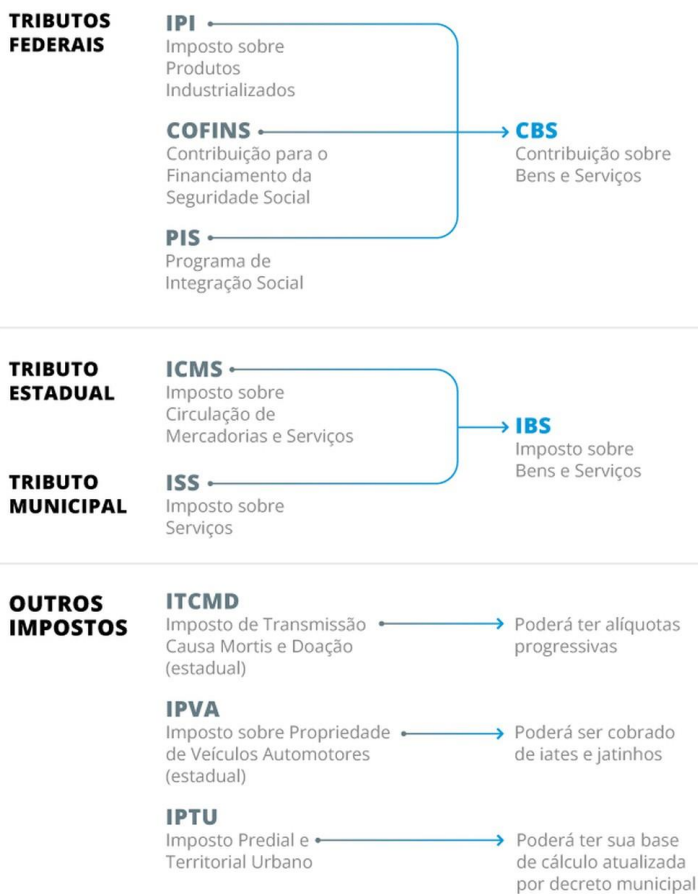 TRIBUTOS
FEDERAIS
IPI
Imposto sobre
Produtos
Industrializados
COFINS
Contribuição para o
Financiamento da
Seguridade Social
PIS
Programa de
Integração Social
CBS
Contribuição sobre
Bens e Serviços
TRIBUTO
ESTADUAL
ICMS
Imposto sobre
Circulação de
Mercadorias e Serviços
TRIBUTO
MUNICIPAL
ISS
Imposto sobre
Serviços
IBS
Imposto sobre
Bens e Serviços
OUTROS
IMPOSTOS
ITCMD
Imposto de Transmissão
Causa Mortis e Doação
(estadual)
Poderá ter alíquotas
progressivas
IPVA
Imposto sobre Propriedade
de Veículos Automotores
(estadual)
Poderá ser cobrado
de iates e jatinhos
IPTU
Imposto Predial e
Territorial Urbano
Poderá ter sua base
de cálculo atualizada
por decreto municipal